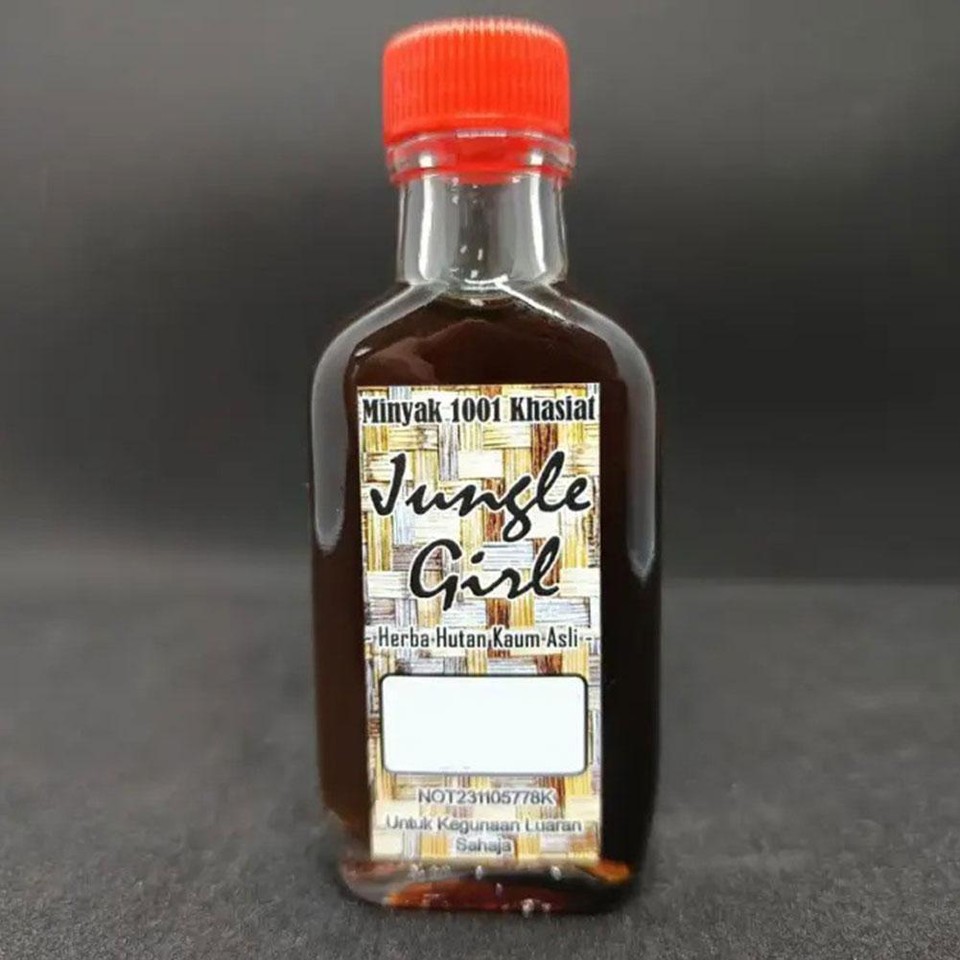 Minyak 1001 Khasiat
Jungle
Girl
- Herba Hutan Kaum Asli -
NOT231105778K
Untuk Kegunaan Luaran
Sahaja